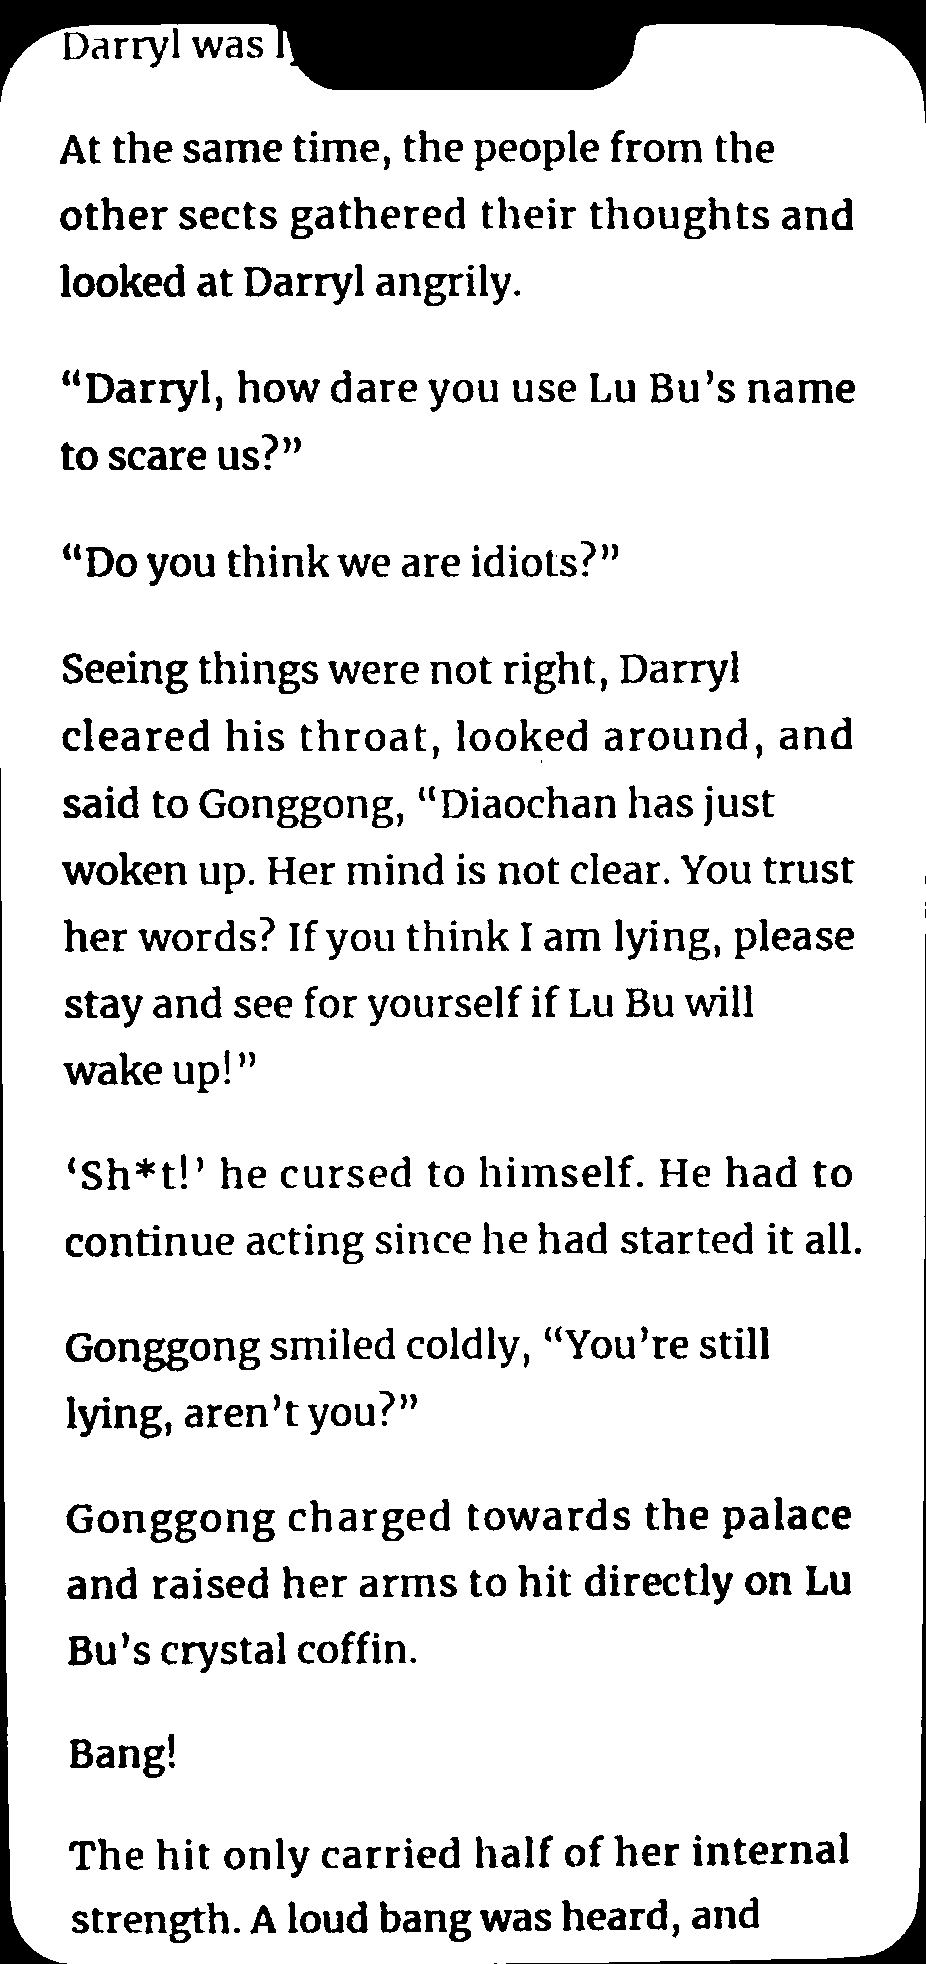 Darryl was
At the same time, the people from the
other sects gathered their thoughts and
looked at Darryl angrily.
“Darryl, how dare you use Lu Bu’s name
to scare us?”
“Do you think we are idiots?”
Seeing things were not right, Darryl
cleared his throat, looked around, and
said to Gonggong, “Diaochan has just
woken up. Her mind is not clear. You trust
her words? If you think I am lying, please
stay and see for yourself if Lu Bu will
wake up!”
‘Sh*t!’ he cursed to himself. He had to
continue acting since he had started it all.
Gonggong smiled coldly, “You’re still
lying, aren’t you?”
Gonggong charged towards the palace
and raised her arms to hit directly on Lu
Bu’s crystal coffin.
Bang!
The hit only carried half of her internal
strength. A loud bang was heard, and